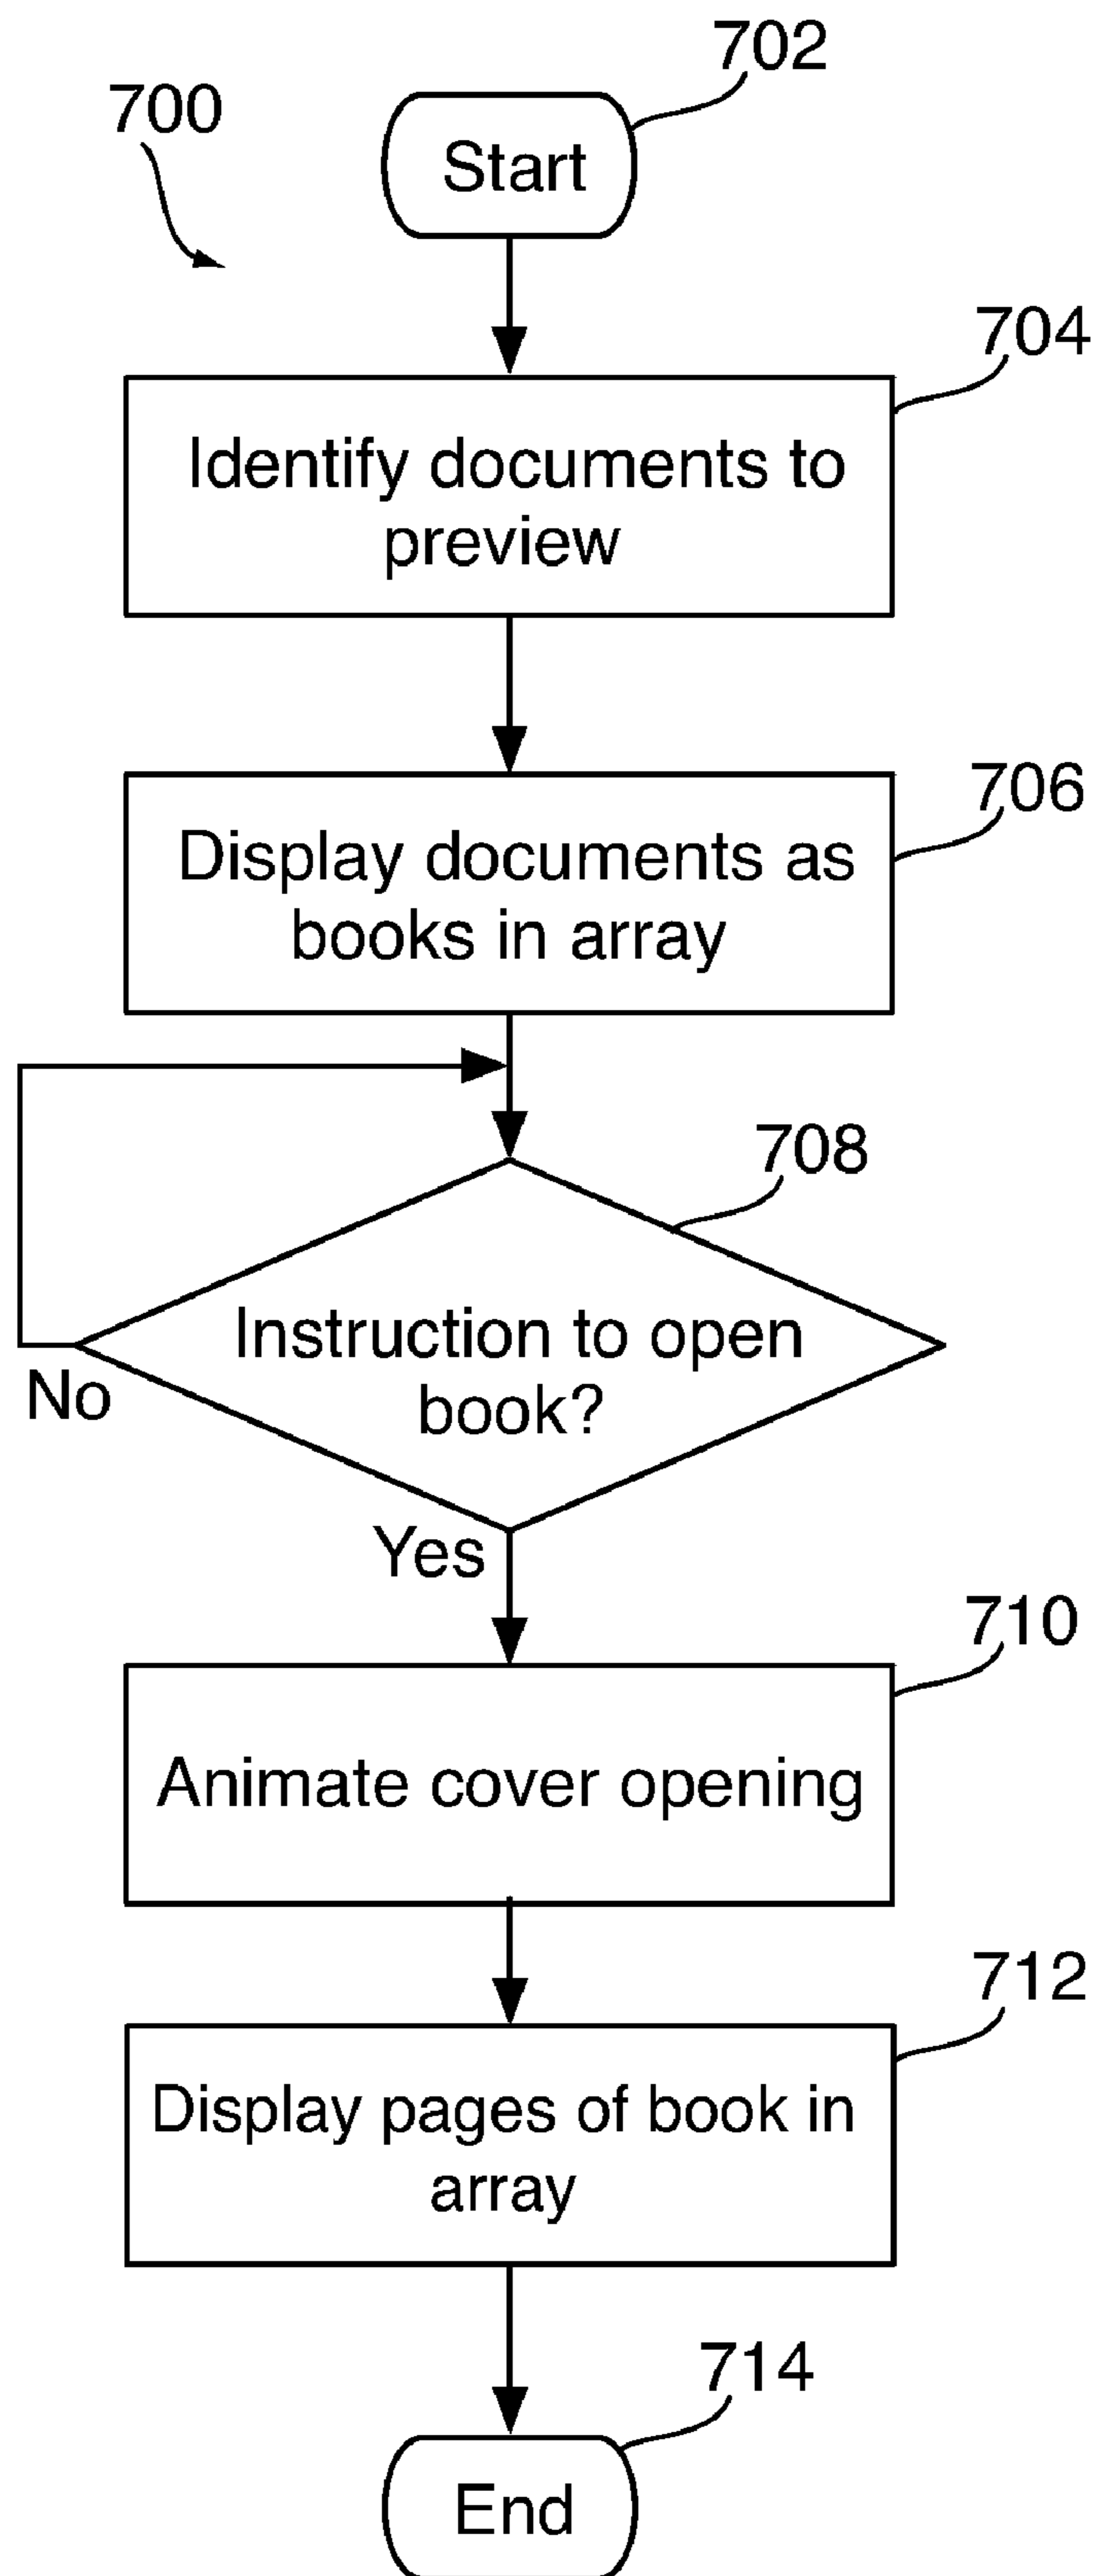 702
700
Start
704
Identify documents to
preview
706
Display documents as
books in array
708
Instruction to open
book?
No
Yes
710
Animate cover opening
712
Display pages of book in
array
714
End